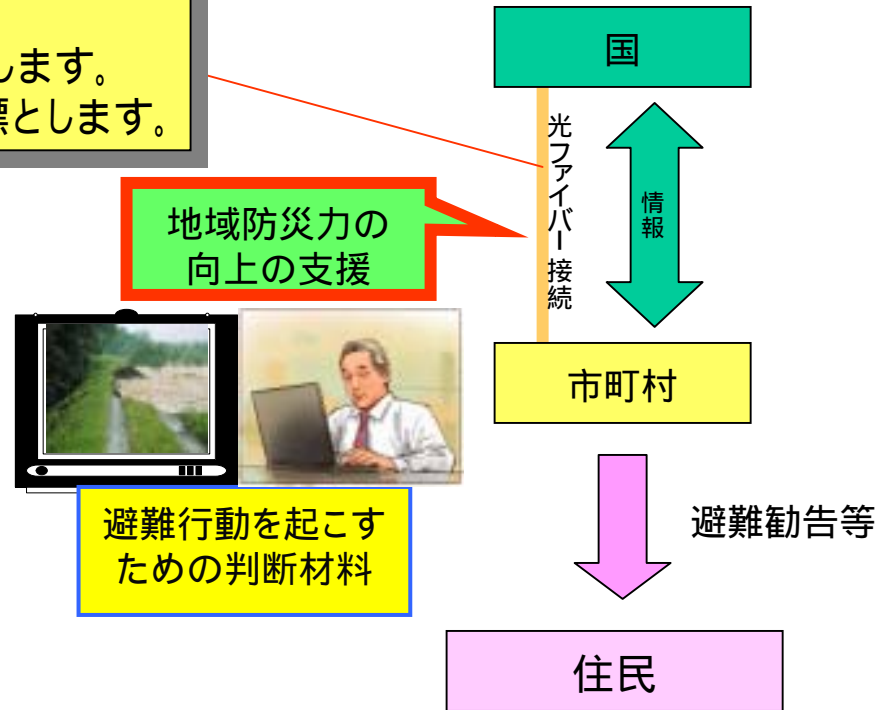 します。
標とします。
国
光ファイバー接続
情報
地域防災力の
向上の支援
市町村
避難行動を起こす
ための判断材料
避難勧告等
住民